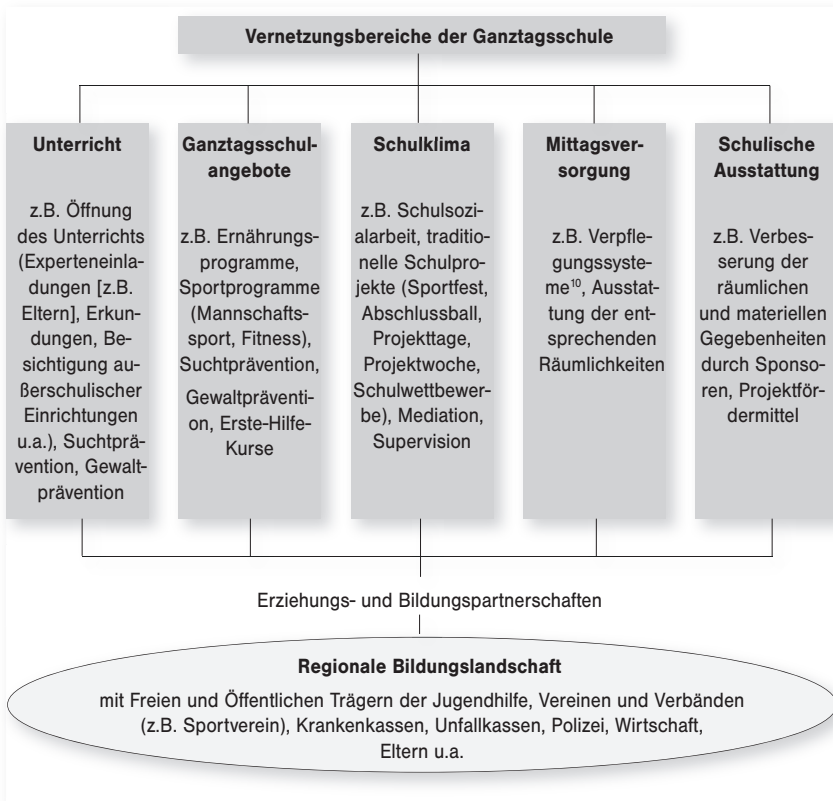 Vernetzungsbereiche der Ganztagsschule
Unterricht
z.B. Öffnung
des Unterrichts
(Experteneinla-
dungen [z.B.
Eltern], Erkun-
dungen, Be-
sichtigung au-
ßerschulischer
Einrichtungen
u.a.), Suchtprä-
vention, Gewalt-
prävention
Ganztagsschul-
angebote
z.B. Ernährungs-
programme,
Sportprogramme
(Mannschafts-
sport, Fitness),
Suchtprävention,
Gewaltpräventi-
on, Erste-Hilfe-
Kurse
Schulklima
z.B. Schulsozi-
alarbeit, traditio-
nelle Schulpro-
jekte (Sportfest,
Abschlussball,
Projekttage,
Projektwoche,
Schulwettbewer-
be), Mediation,
Supervision
Mittagsver-
sorgung
z.B. Verpfle-
gungssyste-
me¹⁰, Ausstat-
tung der ent-
sprechenden
Räumlichkeiten
Schulische
Ausstattung
z.B. Verbes-
serung der
räumlichen
und materiellen
Gegebenheiten
durch Sponso-
ren, Projektför-
dermittel
Erziehungs- und Bildungspartnerschaften
Regionale Bildungslandschaft
mit Freien und Öffentlichen Trägern der Jugendhilfe, Vereinen und Verbänden
(z.B. Sportverein), Krankenkassen, Unfallkassen, Polizei, Wirtschaft,
Eltern u.a.